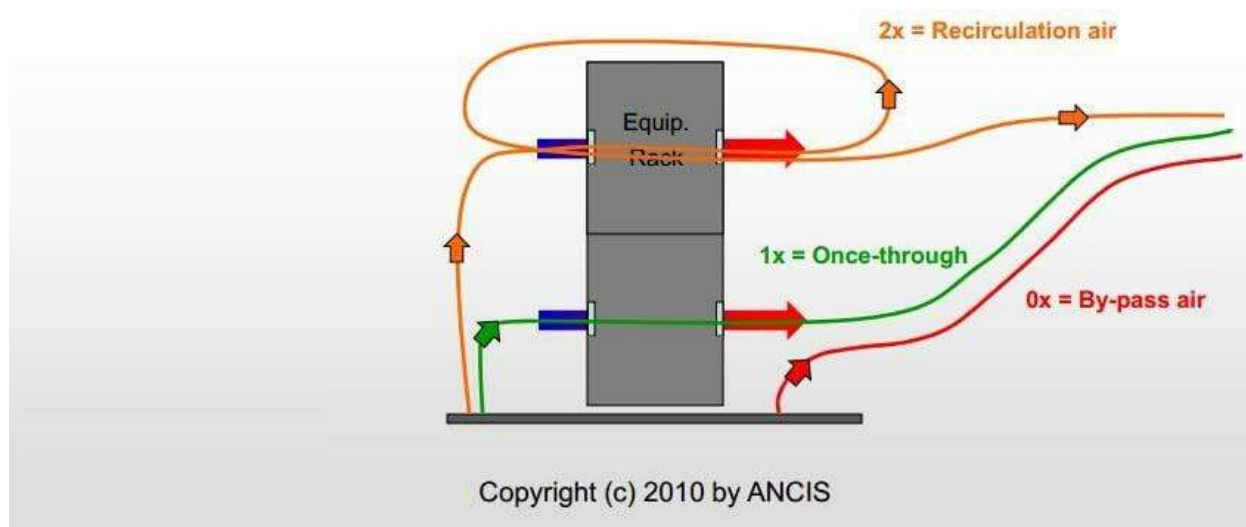 2x = Recirculation air
Equip.
Rack
1x = Once-through
0x = By-pass air
Copyright (c) 2010 by ANCIS